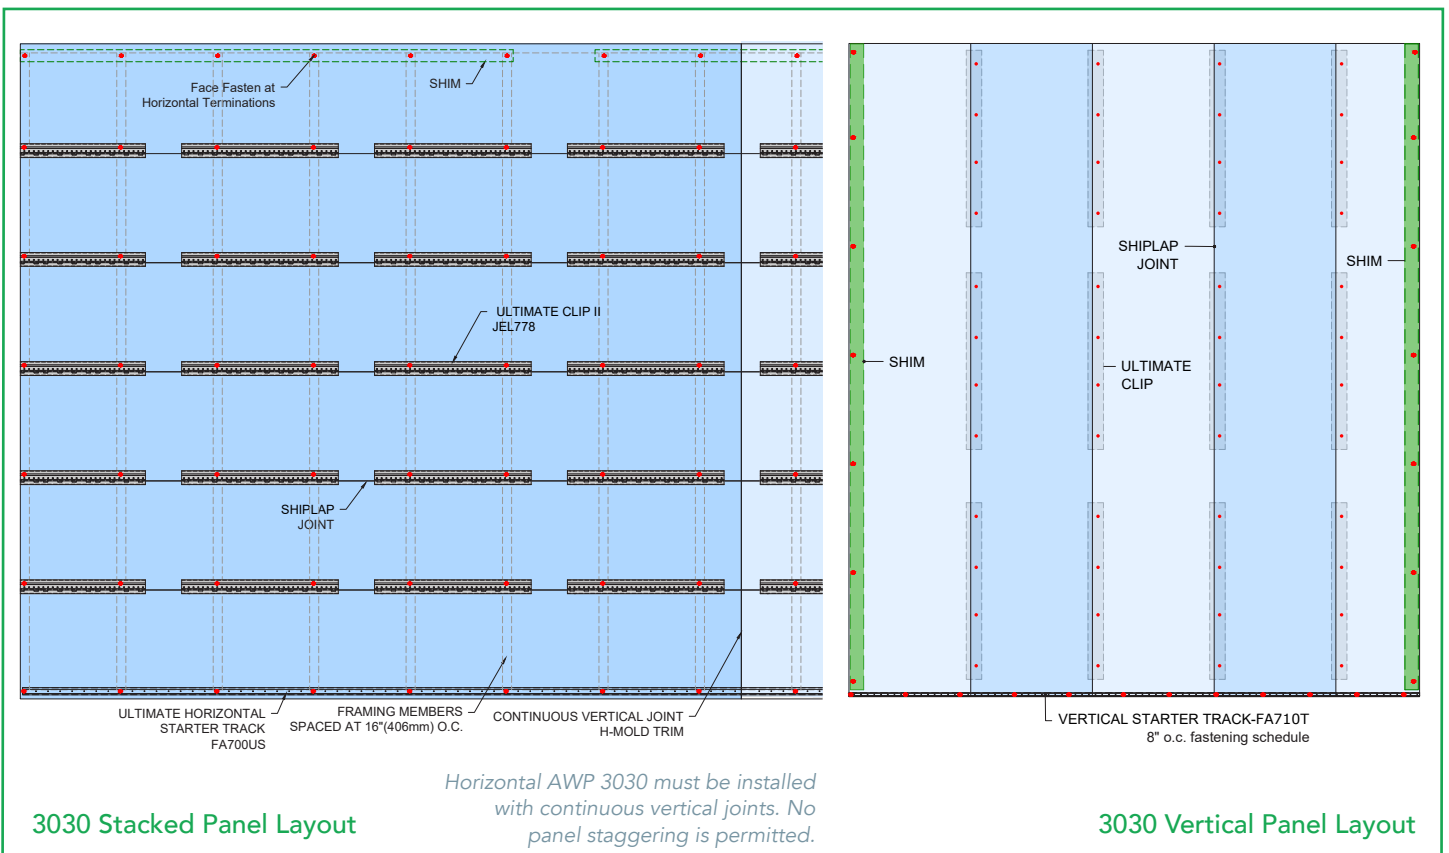 Face Fasten at
Horizontal Terminations
SHIM
ULTIMATE CLIP II
JEL778
SHIPLAP
JOINT
ULTIMATE HORIZONTAL
STARTER TRACK
FA700US
FRAMING MEMBERS
SPACED AT 16"(406mm) O.C.
CONTINUOUS VERTICAL JOINT
H-MOLD TRIM
Horizontal AWP 3030 must be installed
with continuous vertical joints. No
panel staggering is permitted.
3030 Stacked Panel Layout
SHIPLAP
JOINT
SHIM
SHIM
ULTIMATE
CLIP
VERTICAL STARTER TRACK-FA710T
8" o.c. fastening schedule
3030 Vertical Panel Layout